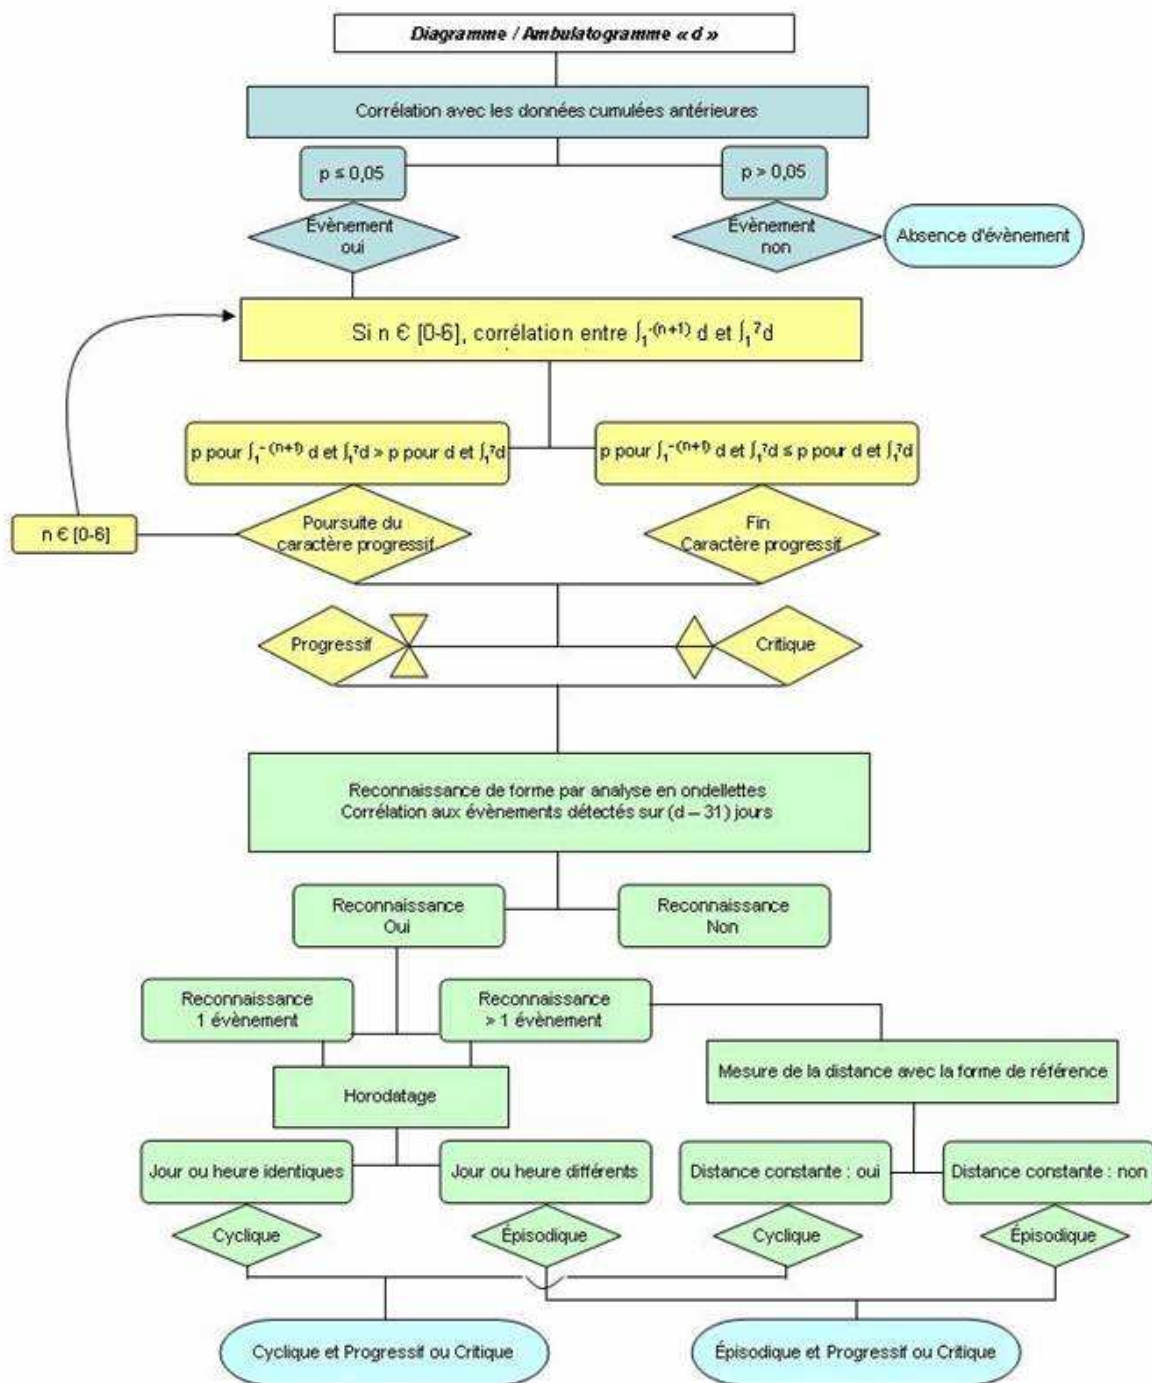 Diagramme / Ambulatogramme « d »
Corrélation avec les données cumulées antérieures
p ≤ 0,05
p > 0,05
Évènement
oui
Évènement
non
Absence d'évènement
Si n Є [0-6], corrélation entre ∫₁⁻⁽ⁿ⁺¹⁾ d et ∫₁⁷d
p pour ∫₁⁻⁽ⁿ⁺¹⁾ d et ∫₁⁷d > p pour d et ∫₁⁷d
p pour ∫₁⁻⁽ⁿ⁺¹⁾ d et ∫₁⁷d ≤ p pour d et ∫₁⁷d
n Є [0-6]
Poursuite du
caractère progressif
Fin
Caractère progressif
Progressif
Critique
Reconnaissance de forme par analyse en ondellettes
Corrélation aux évènements détectés sur (d – 31) jours
Reconnaissance
Oui
Reconnaissance
Non
Reconnaissance
1 évènement
Reconnaissance
> 1 évènement
Mesure de la distance avec la forme de référence
Horodatage
Jour ou heure identiques
Jour ou heure différents
Distance constante : oui
Distance constante : non
Cyclique
Épisodique
Cyclique
Épisodique
Cyclique et Progressif ou Critique
Épisodique et Progressif ou Critique